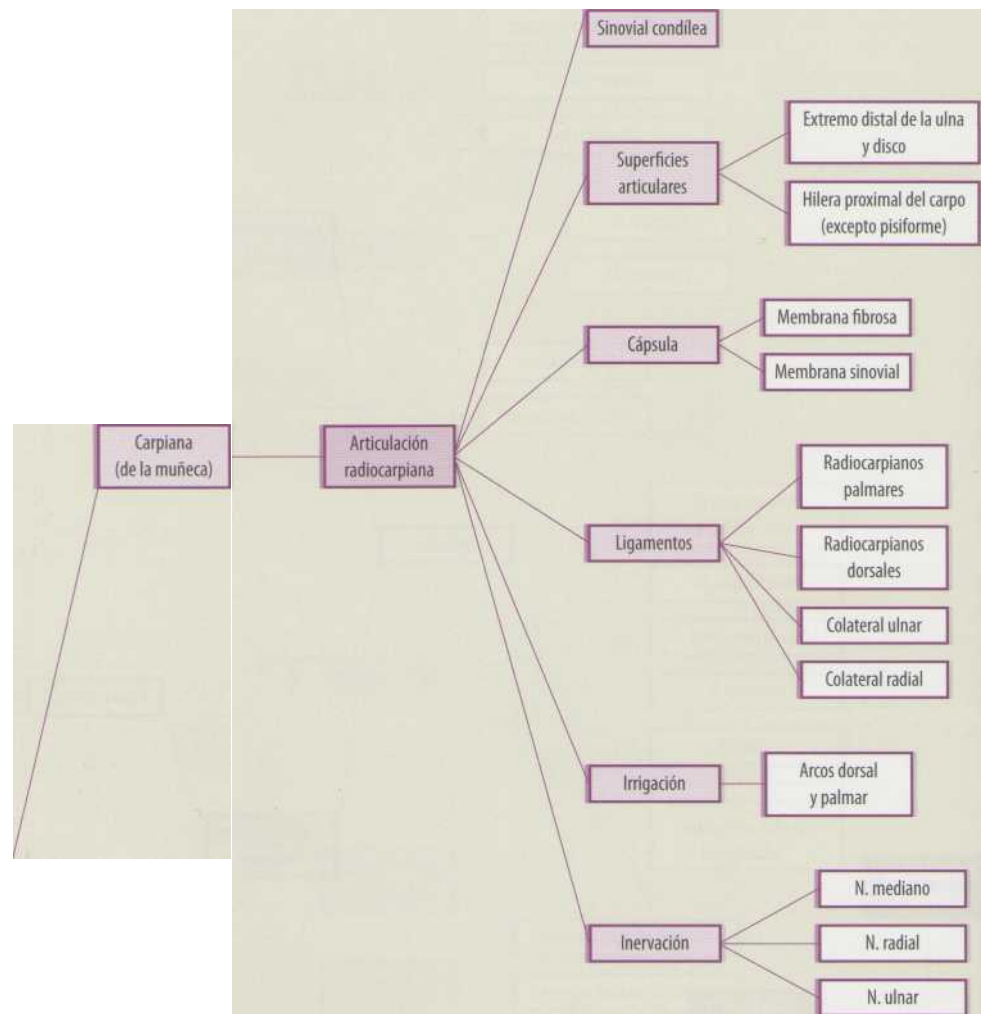 Sinovial condílea
Superficies
articulares
Extremo distal de la ulna
y disco
Hilera proximal del carpo
(excepto pisiforme)
Cápsula
Membrana fibrosa
Membrana sinovial
Carpiana
(de la muñeca)
Articulación
radiocarpiana
Ligamentos
Radiocarpianos
palmares
Radiocarpianos
dorsales
Colateral ulnar
Colateral radial
Irrigación
Arcos dorsal
y palmar
Inervación
N. mediano
N. radial
N. ulnar